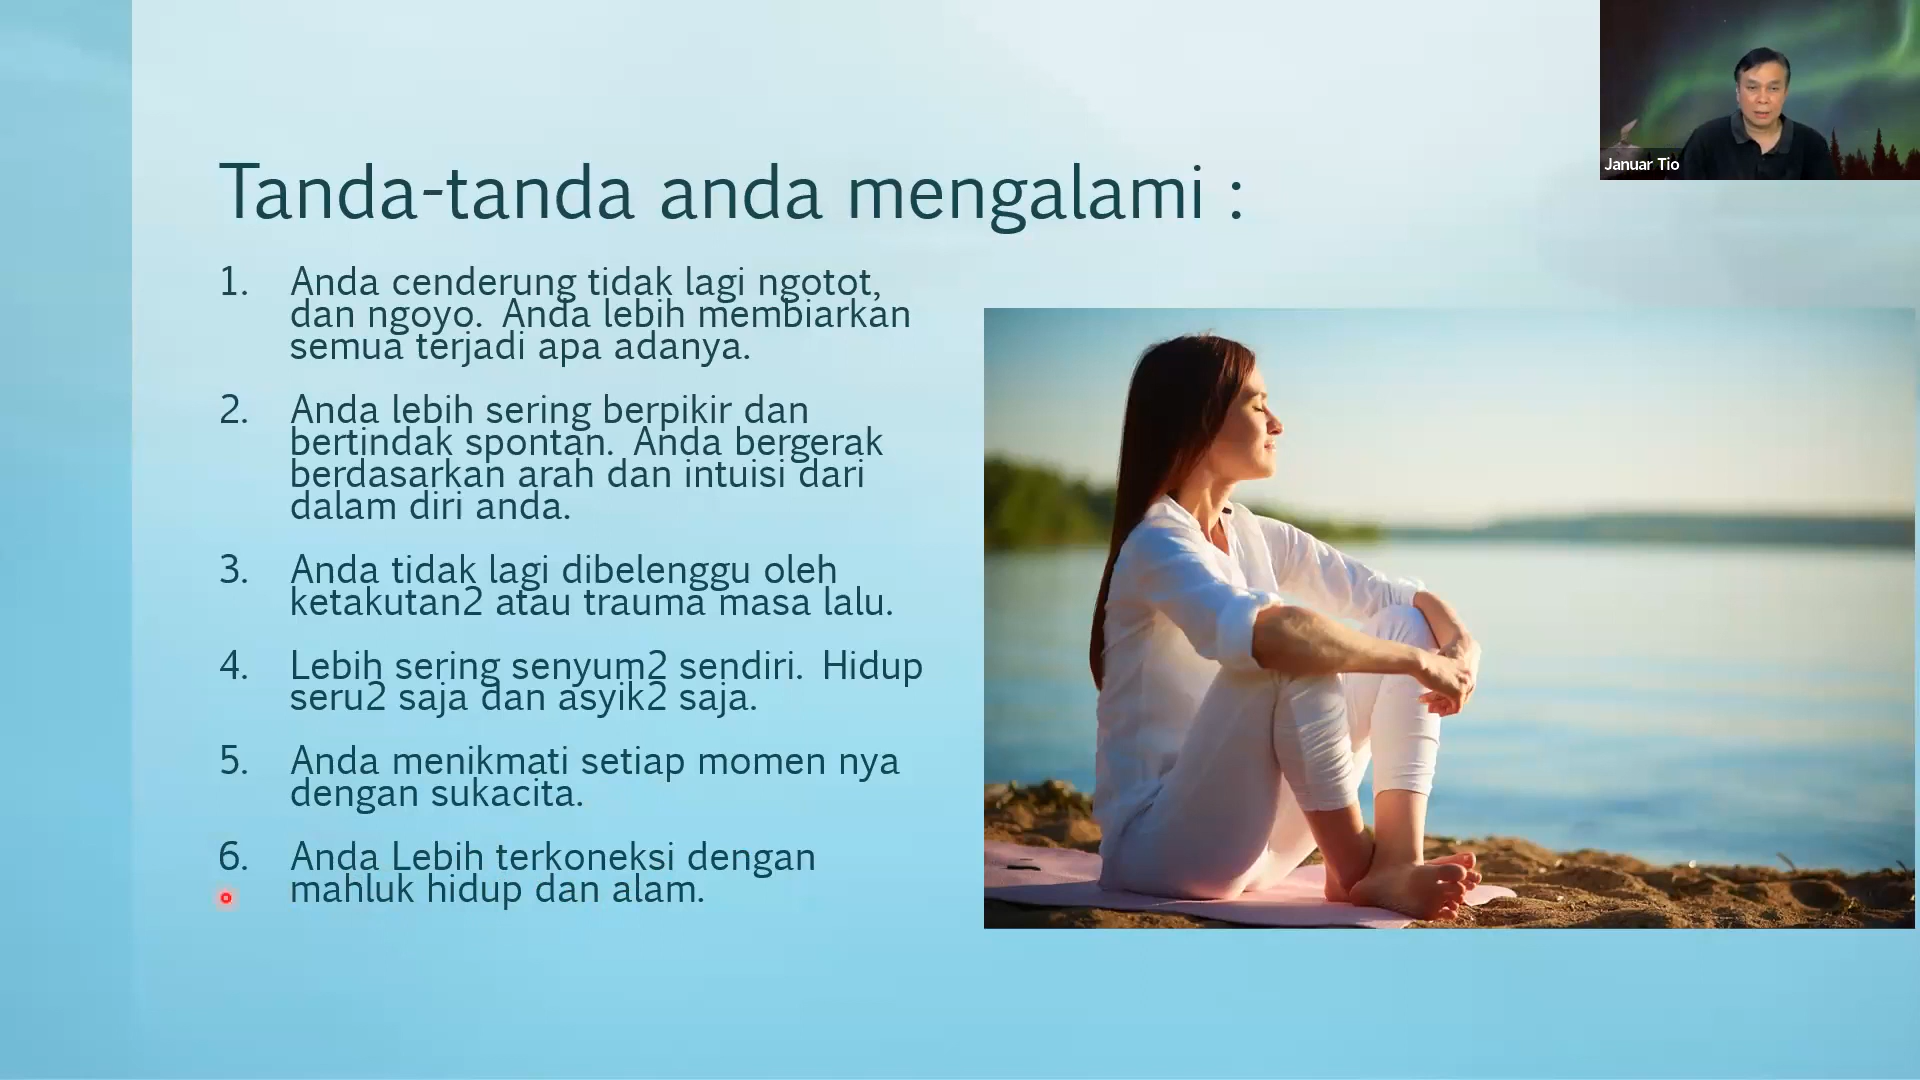 Januar Tio
Tanda-tanda anda mengalami :
1. Anda cenderung tidak lagi ngotot,
dan ngoyo. Anda lebih membiarkan
semua terjadi apa adanya.
2. Anda lebih sering berpikir dan
bertindak spontan. Anda bergerak
berdasarkan arah dan intuisi dari
dalam diri anda.
3. Anda tidak lagi dibelenggu oleh
ketakutan2 atau trauma masa lalu.
4. Lebih sering senyum2 sendiri. Hidup
seru2 saja dan asyik2 saja.
5. Anda menikmati setiap momen nya
dengan sukacita.
6. Anda Lebih terkoneksi dengan
mahluk hidup dan alam.